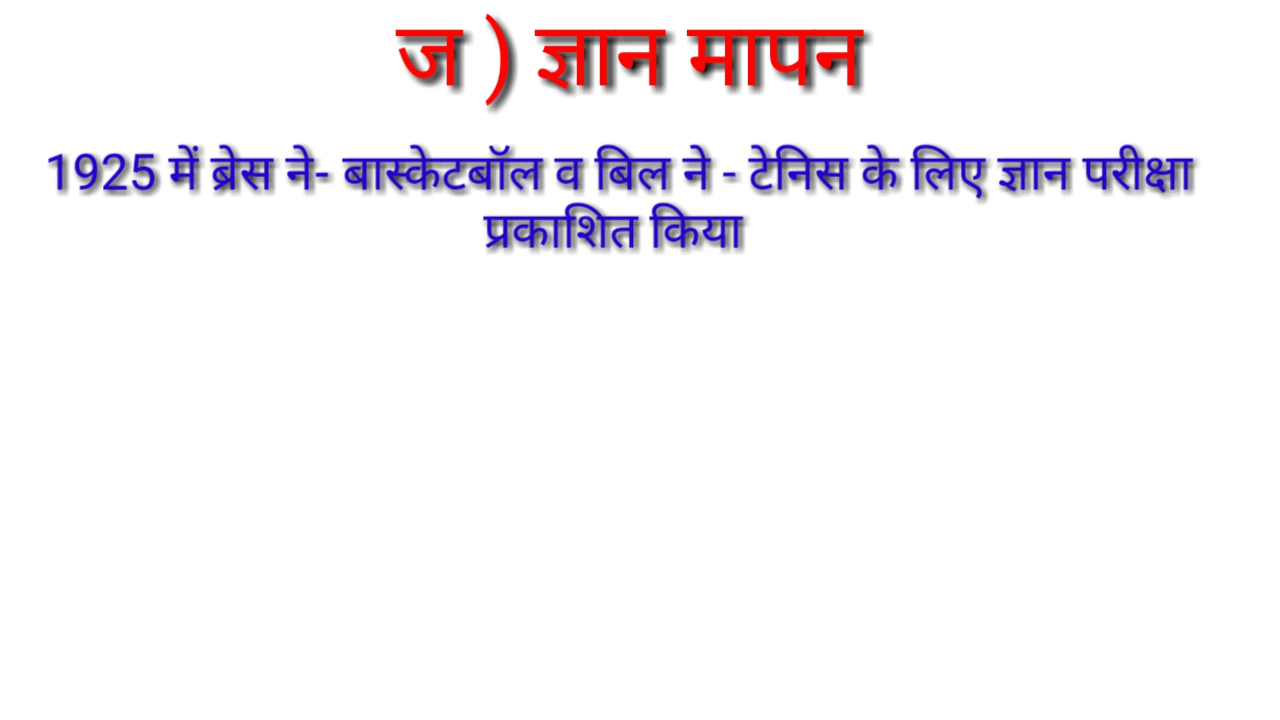 ज ) ज्ञान मापन
1925 में ब्रेस ने- बास्केटबॉल व बिल ने - टेनिस के लिए ज्ञान परीक्षा
प्रकाशित किया